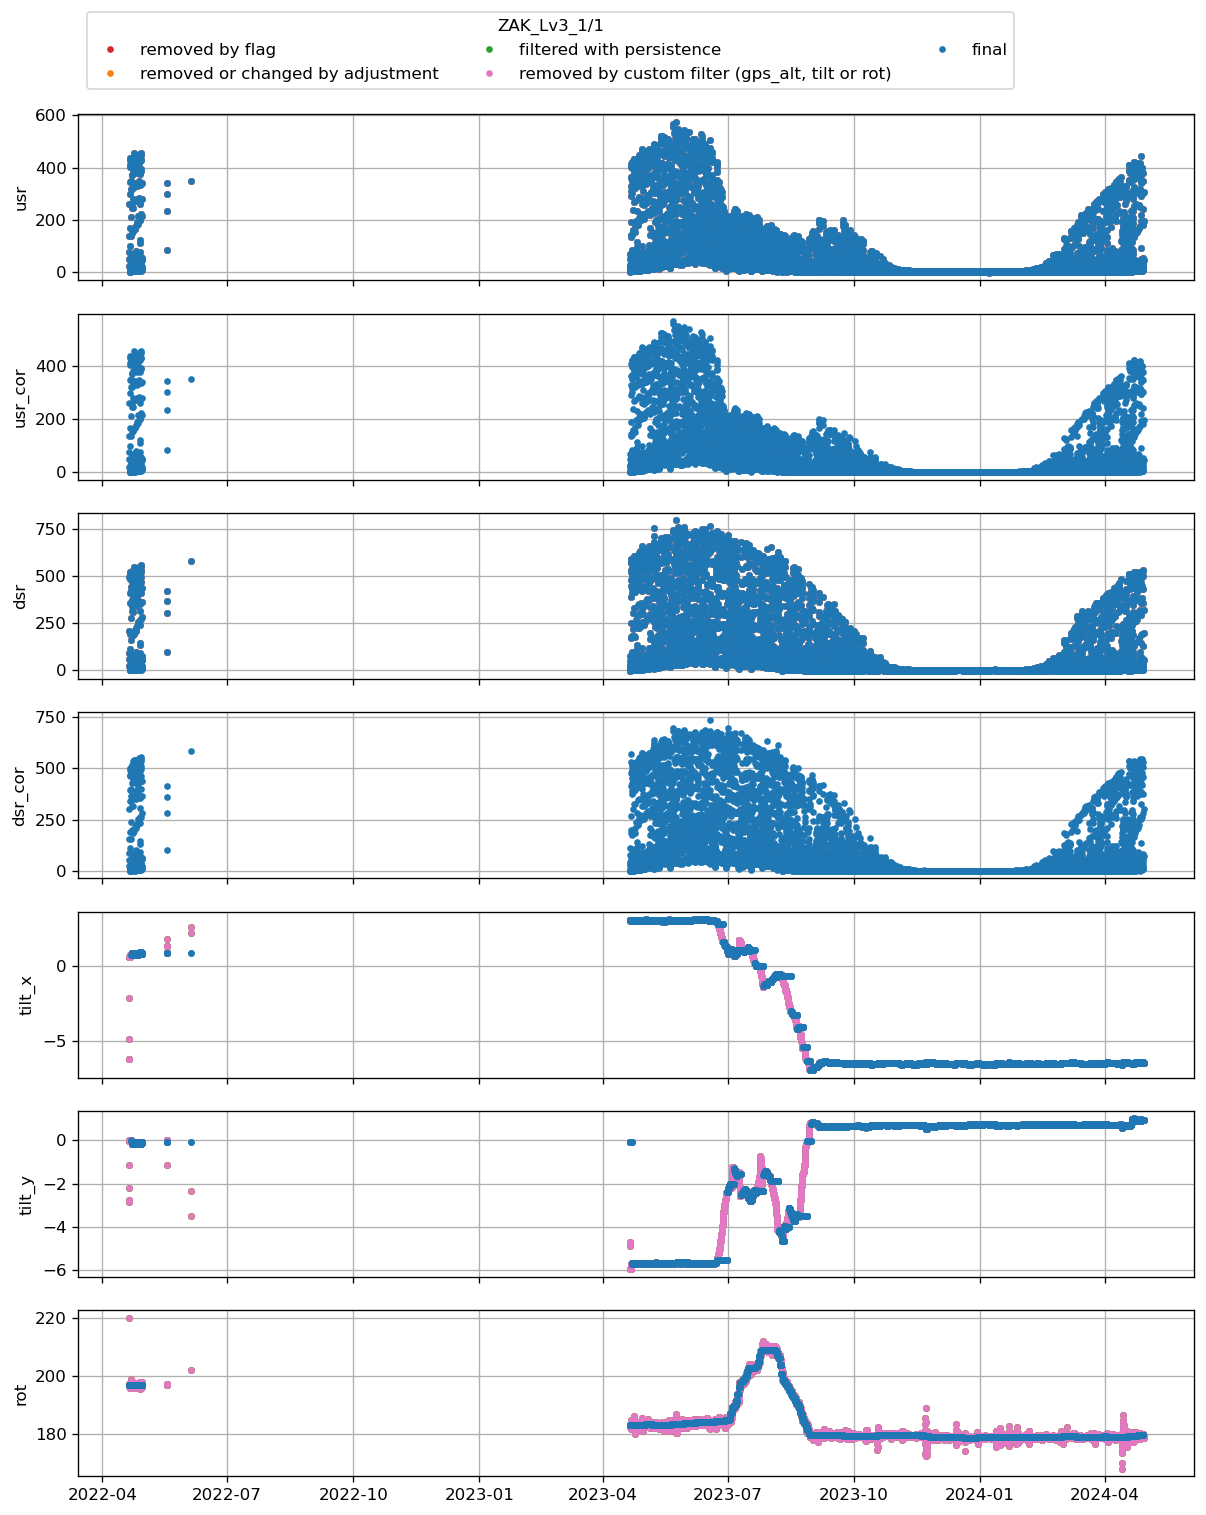 ZAK_Lv3_1/1
removed by flag
filtered with persistence
final
removed or changed by adjustment
removed by custom filter (gps_alt, tilt or rot)
600
400
200
0
usr
400
200
0
usr_cor
750
500
250
0
dsr
750
500
250
0
dsr_cor
0
−5
tilt_x
0
−2
−4
−6
tilt_y
220
200
180
rot
2022-04 2022-07 2022-10 2023-01 2023-04 2023-07 2023-10 2024-01 2024-04